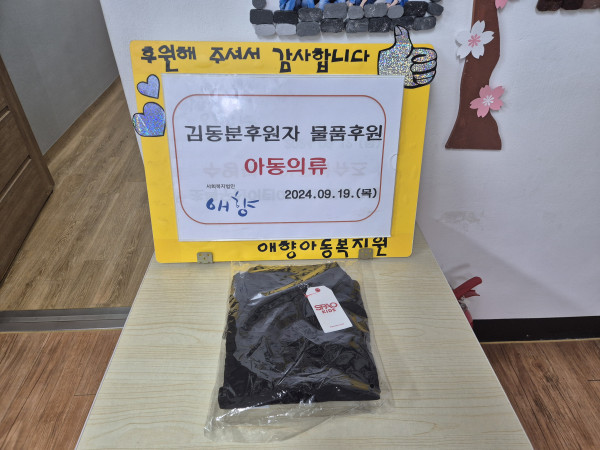 후원해 주셔서 감사합니다
김동분후원자 물품후원
아동의류
사회복지법인
애향
2024.09.19.(목)
애향아동복지원
SPAO
KIDS